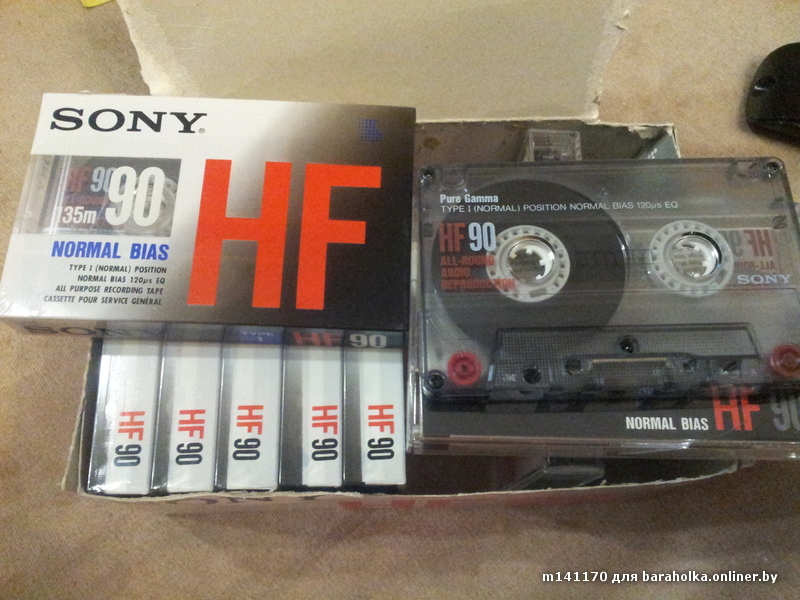 SONY®
HF 90
135m 90
HF
NORMAL BIAS
TYPE I (NORMAL) POSITION
NORMAL BIAS 120µs EQ
ALL PURPOSE RECORDING TAPE
CASSETTE POUR SERVICE GÉNÉRAL
SONY TYPE I HF 90
HF 90
HF 90
HF 90
HF 90
HF 90
Pure Gamma
TYPE I (NORMAL) POSITION NORMAL BIAS 120µs EQ
HF 90
ALL-ROUND
AUDIO
REPRODUCTION
SONY
NORMAL BIAS HF 90
m141170 для baraholka.onliner.by